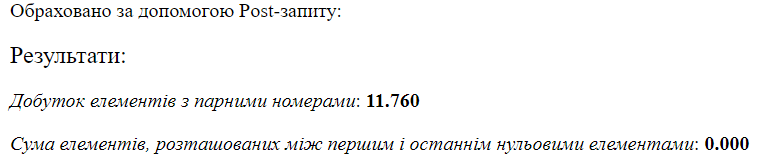 Обраховано за допомогою Post-запиту:
Результати:
Добуток елементів з парними номерами: 11.760
Сума елементів, розташованих між першим і останнім нульовими елементами: 0.000